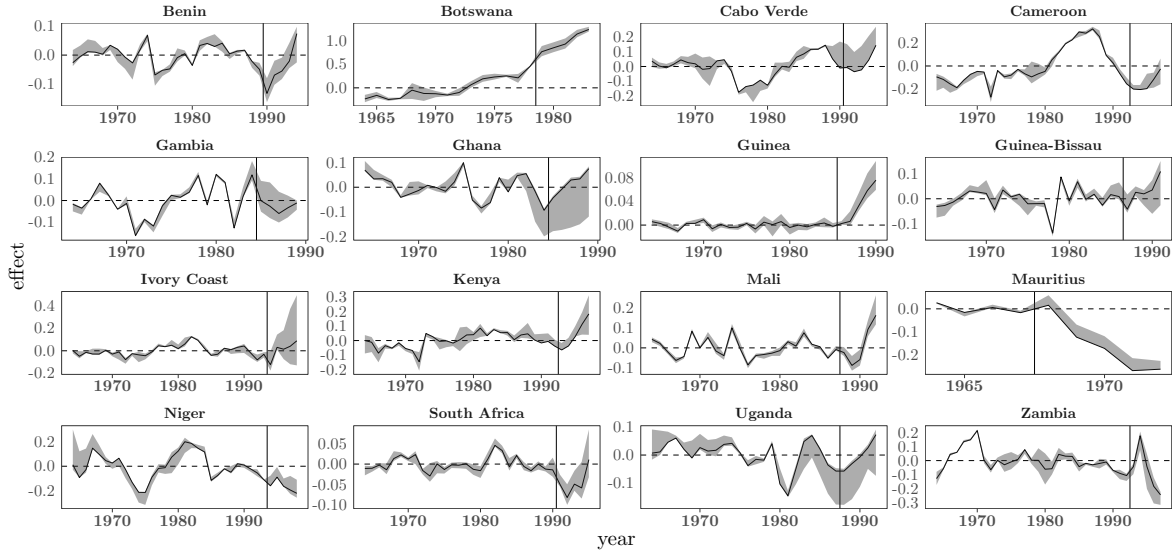 Benin
Botswana
Cabo Verde
Cameroon
0.1
0.0
-0.1
1970 1980 1990
1.0
0.5
0.0
1965 1970 1975 1980
0.2
0.1
0.0
-0.1
-0.2
1970 1980 1990
0.2
0.0
-0.2
1970 1980 1990
Gambia
Ghana
Guinea
Guinea-Bissau
0.2
0.1
0.0
-0.1
1970 1980 1990
0.1
0.0
-0.1
-0.2
1970 1980 1990
0.08
0.04
0.00
1970 1980 1990
0.1
0.0
-0.1
1970 1980 1990
effect
Ivory Coast
Kenya
Mali
Mauritius
0.4
0.2
0.0
-0.2
1970 1980 1990
0.3
0.2
0.1
0.0
-0.1
-0.2
1970 1980 1990
0.2
0.1
0.0
-0.1
1970 1980 1990
0.0
-0.1
-0.2
1965 1970
Niger
South Africa
Uganda
Zambia
0.2
0.0
-0.2
1970 1980 1990
0.05
0.00
-0.05
-0.10
1970 1980 1990
0.1
0.0
-0.1
1970 1980 1990
0.2
0.1
0.0
-0.1
-0.2
-0.3
1970 1980 1990
year